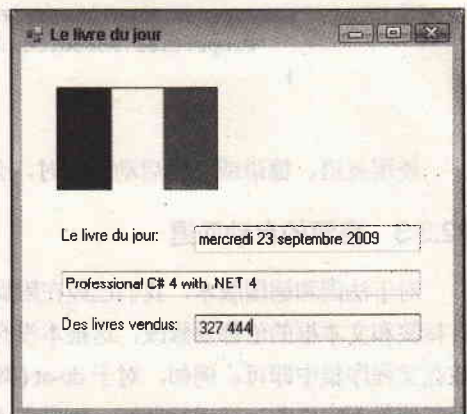 Le livre du jour
Le livre du jour: mercredi 23 septembre 2009
Professional C# 4 with .NET 4
Des livres vendus: 327 444